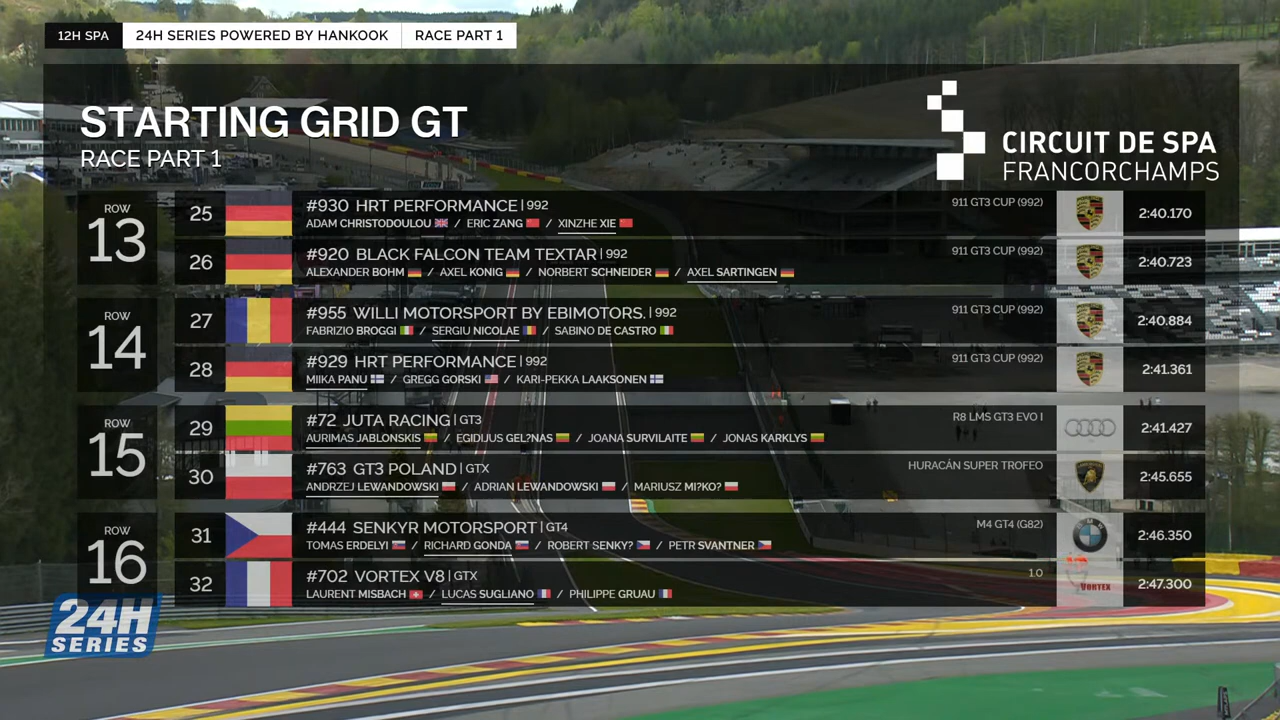 12H SPA 24H SERIES POWERED BY HANKOOK RACE PART 1
STARTING GRID GT
RACE PART 1
CIRCUIT DE SPA
FRANCORCHAMPS
ROW 13
25 #930 HRT PERFORMANCE | 992 911 GT3 CUP (992) 2:40.170
ADAM CHRISTODOULOU / ERIC ZANG / XINZHE XIE
26 #920 BLACK FALCON TEAM TEXTAR | 992 911 GT3 CUP (992) 2:40.723
ALEXANDER BOHM / AXEL KONIG / NORBERT SCHNEIDER / AXEL SARTINGEN
ROW 14
27 #955 WILLI MOTORSPORT BY EBIMOTORS. | 992 911 GT3 CUP (992) 2:40.884
FABRIZIO BROGGI / SERGIU NICOLAE / SABINO DE CASTRO
28 #929 HRT PERFORMANCE | 992 911 GT3 CUP (992) 2:41.361
MIIKA PANU / GREGG GORSKI / KARI-PEKKA LAAKSONEN
ROW 15
29 #72 JUTA RACING | GT3 R8 LMS GT3 EVO I 2:41.427
AURIMAS JABLONSKIS / EGIDIJUS GEL?NAS / JOANA SURVILAITE / JONAS KARKLYS
30 #763 GT3 POLAND | GTX HURACÁN SUPER TROFEO 2:45.655
ANDRZEJ LEWANDOWSKI / ADRIAN LEWANDOWSKI / MARIUSZ MI?KO?
ROW 16
31 #444 SENKYR MOTORSPORT | GT4 M4 GT4 (G82) 2:46.350
TOMAS ERDELYI / RICHARD GONDA / ROBERT SENKY? / PETR SVANTNER
32 #702 VORTEX V8 | GTX 1.0 VORTEX 2:47.300
LAURENT MISBACH / LUCAS SUGLIANO / PHILIPPE GRUAU
24H
SERIES